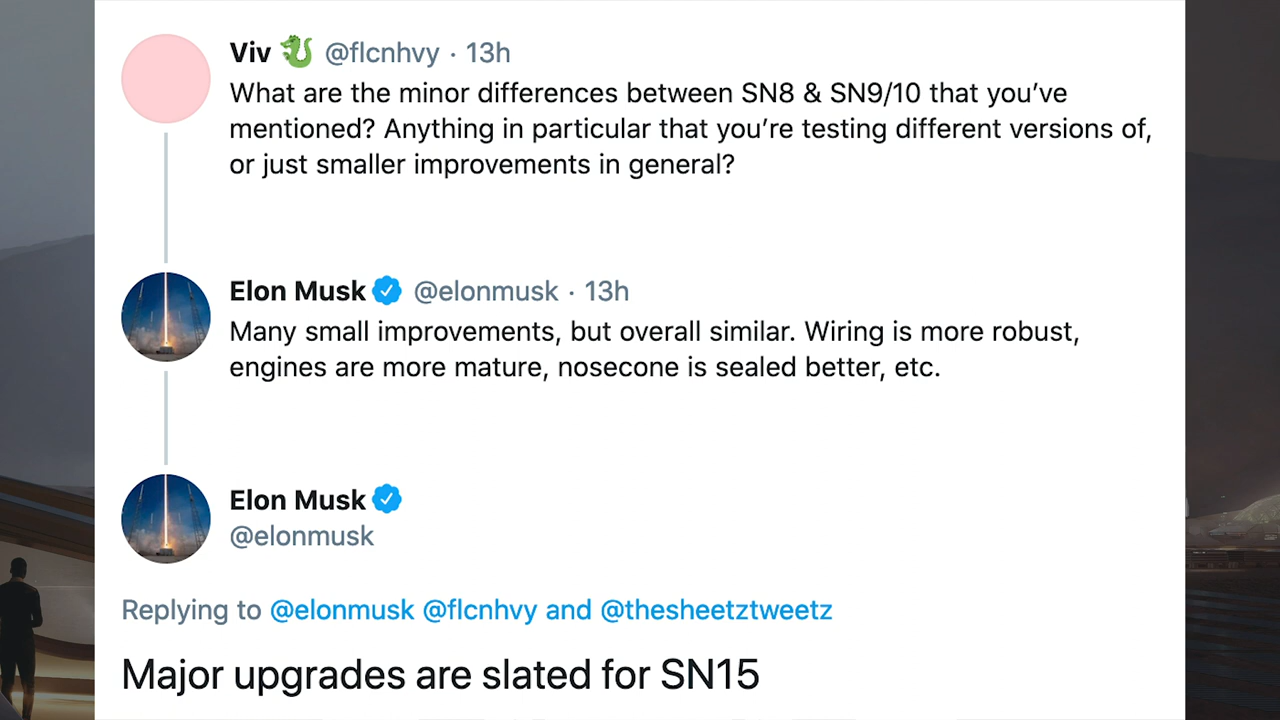 Viv 🐉 @flcnhvy · 13h
What are the minor differences between SN8 & SN9/10 that you’ve
mentioned? Anything in particular that you’re testing different versions of,
or just smaller improvements in general?
Elon Musk @elonmusk · 13h
Many small improvements, but overall similar. Wiring is more robust,
engines are more mature, nosecone is sealed better, etc.
Elon Musk
@elonmusk
Replying to @elonmusk @flcnhvy and @thesheetztweetz
Major upgrades are slated for SN15